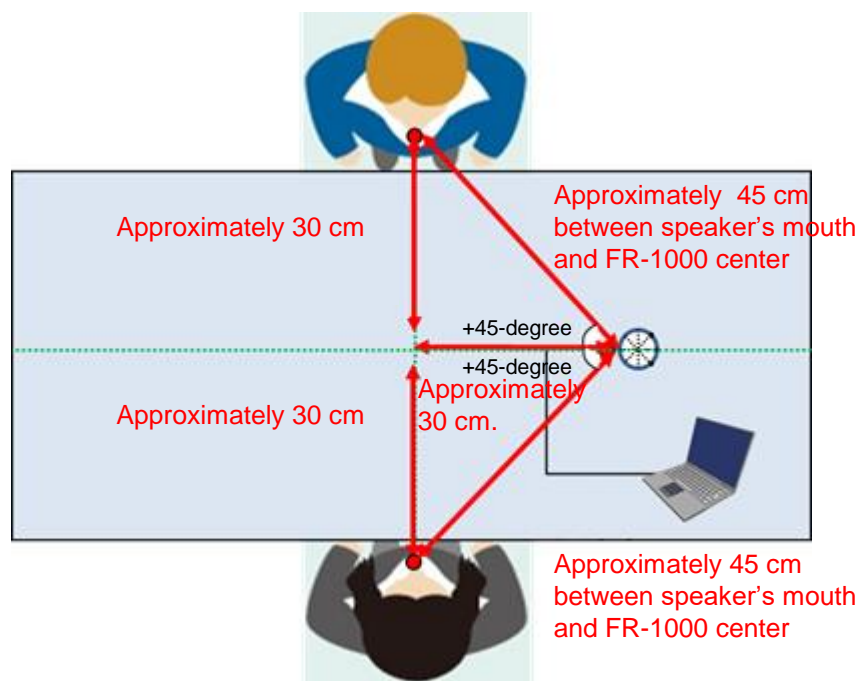 Approximately 30 cm
Approximately 45 cm
between speaker's mouth
and FR-1000 center
+45-degree
+45-degree
Approximately
30 cm.
Approximately 30 cm
Approximately 45 cm
between speaker's mouth
and FR-1000 center